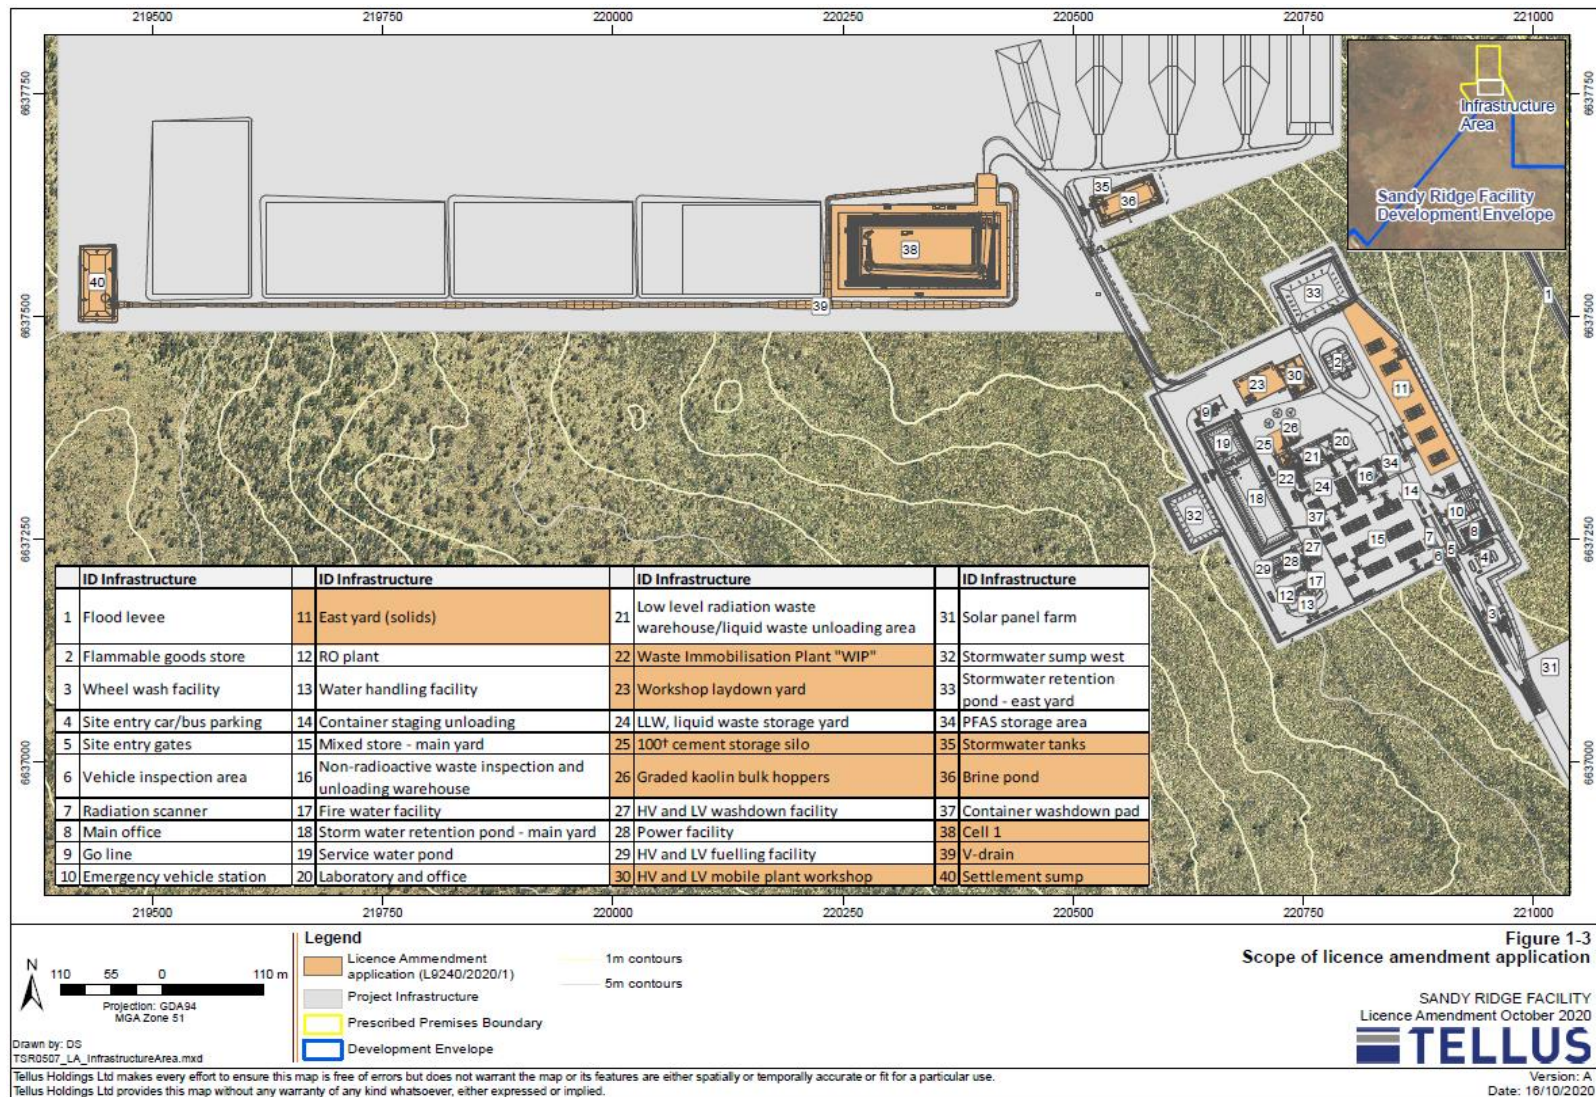 219500 219750 220000 220250 220500 220750 221000
6637750 6637750
6637500 6637500
6637250 6637250
6637000 6637000
Infrastructure
Area
Sandy Ridge Facility
Development Envelope
1
35
36
38
40
39
33
2
30
23
11
9
26
25
20
19
21
34
22
16
24
14
18
10
32
37
8
15
7
27
5
6
4
28
29
17
12
13
3
31
ID Infrastructure ID Infrastructure ID Infrastructure ID Infrastructure
1 Flood levee 11 East yard (solids) 21 Low level radiation waste warehouse/liquid waste unloading area 31 Solar panel farm
2 Flammable goods store 12 RO plant 22 Waste Immobilisation Plant "WIP" 32 Stormwater sump west
3 Wheel wash facility 13 Water handling facility 23 Workshop laydown yard 33 Stormwater retention pond - east yard
4 Site entry car/bus parking 14 Container staging unloading 24 LLW, liquid waste storage yard 34 PFAS storage area
5 Site entry gates 15 Mixed store - main yard 25 100† cement storage silo 35 Stormwater tanks
6 Vehicle inspection area 16 Non-radioactive waste inspection and unloading warehouse 26 Graded kaolin bulk hoppers 36 Brine pond
7 Radiation scanner 17 Fire water facility 27 HV and LV washdown facility 37 Container washdown pad
8 Main office 18 Storm water retention pond - main yard 28 Power facility 38 Cell 1
9 Go line 19 Service water pond 29 HV and LV fuelling facility 39 V-drain
10 Emergency vehicle station 20 Laboratory and office 30 HV and LV mobile plant workshop 40 Settlement sump
219500 219750 220000 220250 220500 220750 221000
N
110 55 0 110 m
Projection: GDA94
MGA Zone 51
Drawn by: DS
TSR0507_LA_InfrastructureArea.mxd
Legend
Licence Ammendment
application (L9240/2020/1)
Project Infrastructure
Prescribed Premises Boundary
Development Envelope
1m contours
5m contours
Figure 1-3
Scope of licence amendment application
SANDY RIDGE FACILITY
Licence Amendment October 2020
TELLUS
Tellus Holdings Ltd makes every effort to ensure this map is free of errors but does not warrant the map or its features are either spatially or temporally accurate or fit for a particular use.
Tellus Holdings Ltd provides this map without any warranty of any kind whatsoever, either expressed or implied.
Version: A
Date: 16/10/2020